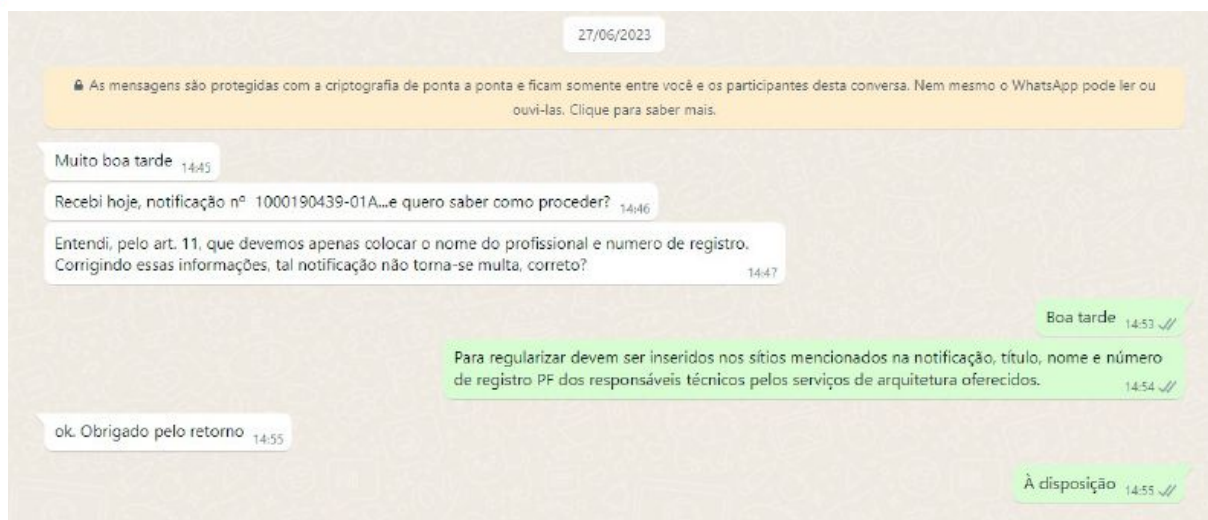 27/06/2023
As mensagens são protegidas com a criptografia de ponta a ponta e ficam somente entre você e os participantes desta conversa. Nem mesmo o WhatsApp pode ler ou
ouvi-las. Clique para saber mais.
Muito boa tarde 14:45
Recebi hoje, notificação nº 1000190439-01A...e quero saber como proceder? 14:46
Entendi, pelo art. 11, que devemos apenas colocar o nome do profissional e numero de registro.
Corrigindo essas informações, tal notificação não torna-se multa, correto? 14:47
Boa tarde 14:53
Para regularizar devem ser inseridos nos sítios mencionados na notificação, título, nome e número
de registro PF dos responsáveis técnicos pelos serviços de arquitetura oferecidos. 14:54
ok. Obrigado pelo retorno 14:55
À disposição 14:55